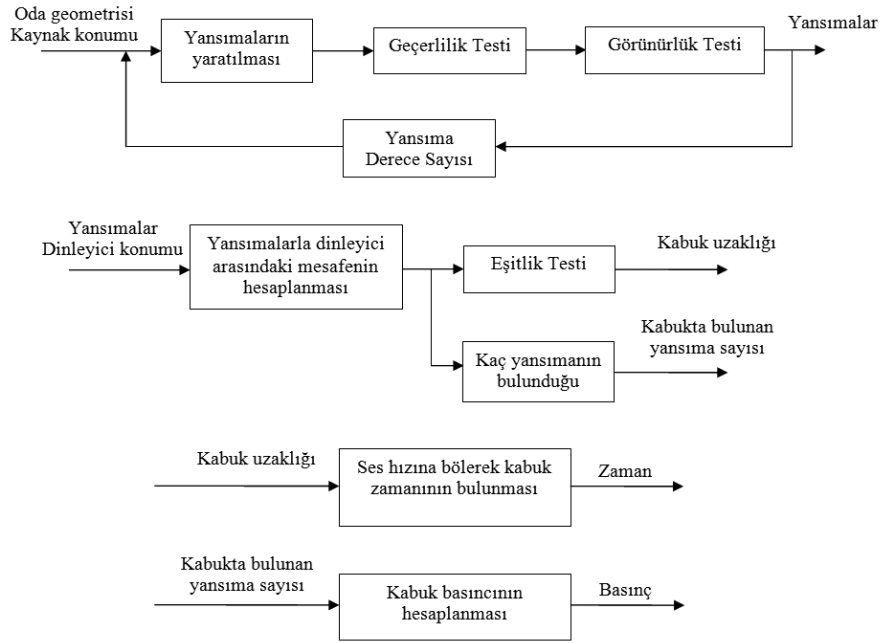 Oda geometrisi
Kaynak konumu
Yansımaların
yaratılması
Geçerlilik Testi
Görünürlük Testi
Yansımalar
Yansıma
Derece Sayısı
Yansımalar
Dinleyici konumu
Yansımalarla dinleyici
arasındaki mesafenin
hesaplanması
Eşitlik Testi
Kabuk uzaklığı
Kaç yansımanın
bulunduğu
Kabukta bulunan
yansıma sayısı
Kabuk uzaklığı
Ses hızına bölerek kabuk
zamanının bulunması
Zaman
Kabukta bulunan
yansıma sayısı
Kabuk basıncının
hesaplanması
Basınç